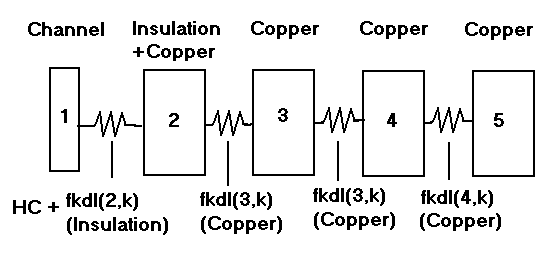 Channel Insulation +Copper Copper Copper Copper
1 2 3 4 5
HC + fkdl(2,k) (Insulation)
fkdl(3,k) (Copper)
fkdl(3,k) (Copper)
fkdl(4,k) (Copper)